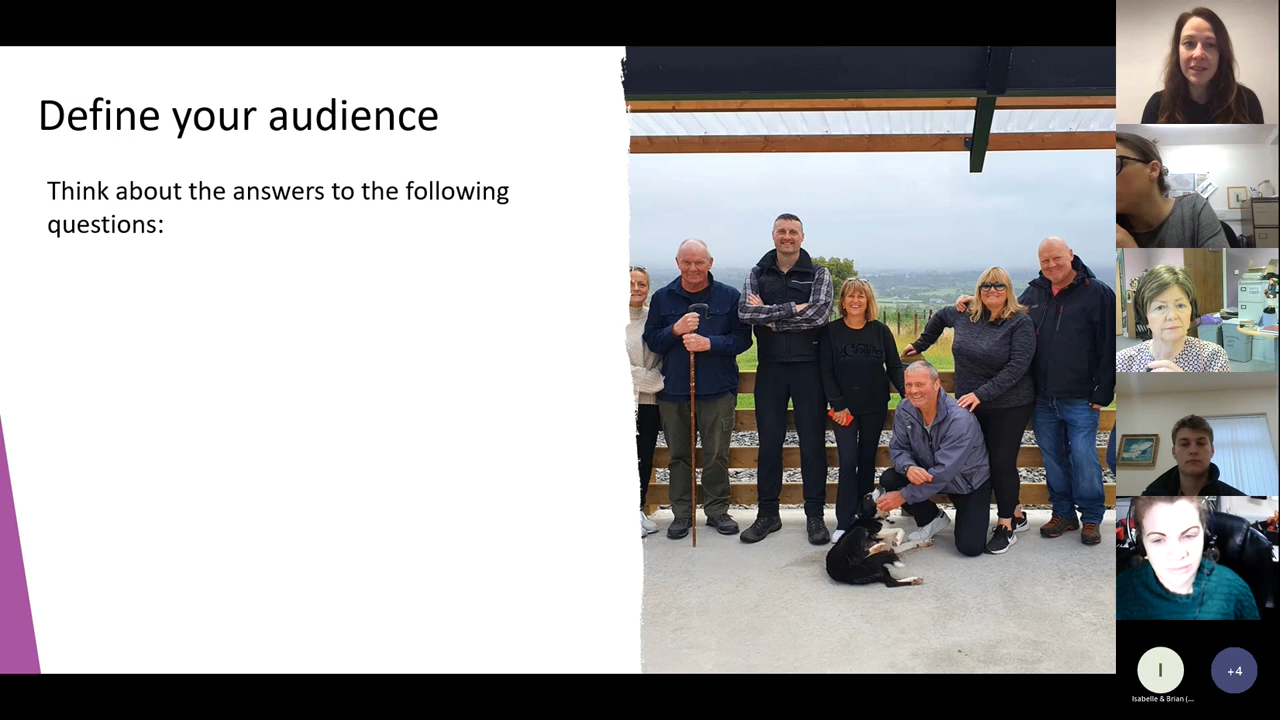 Define your audience
Think about the answers to the following
questions:
I
+4
Isabelle & Brian (...